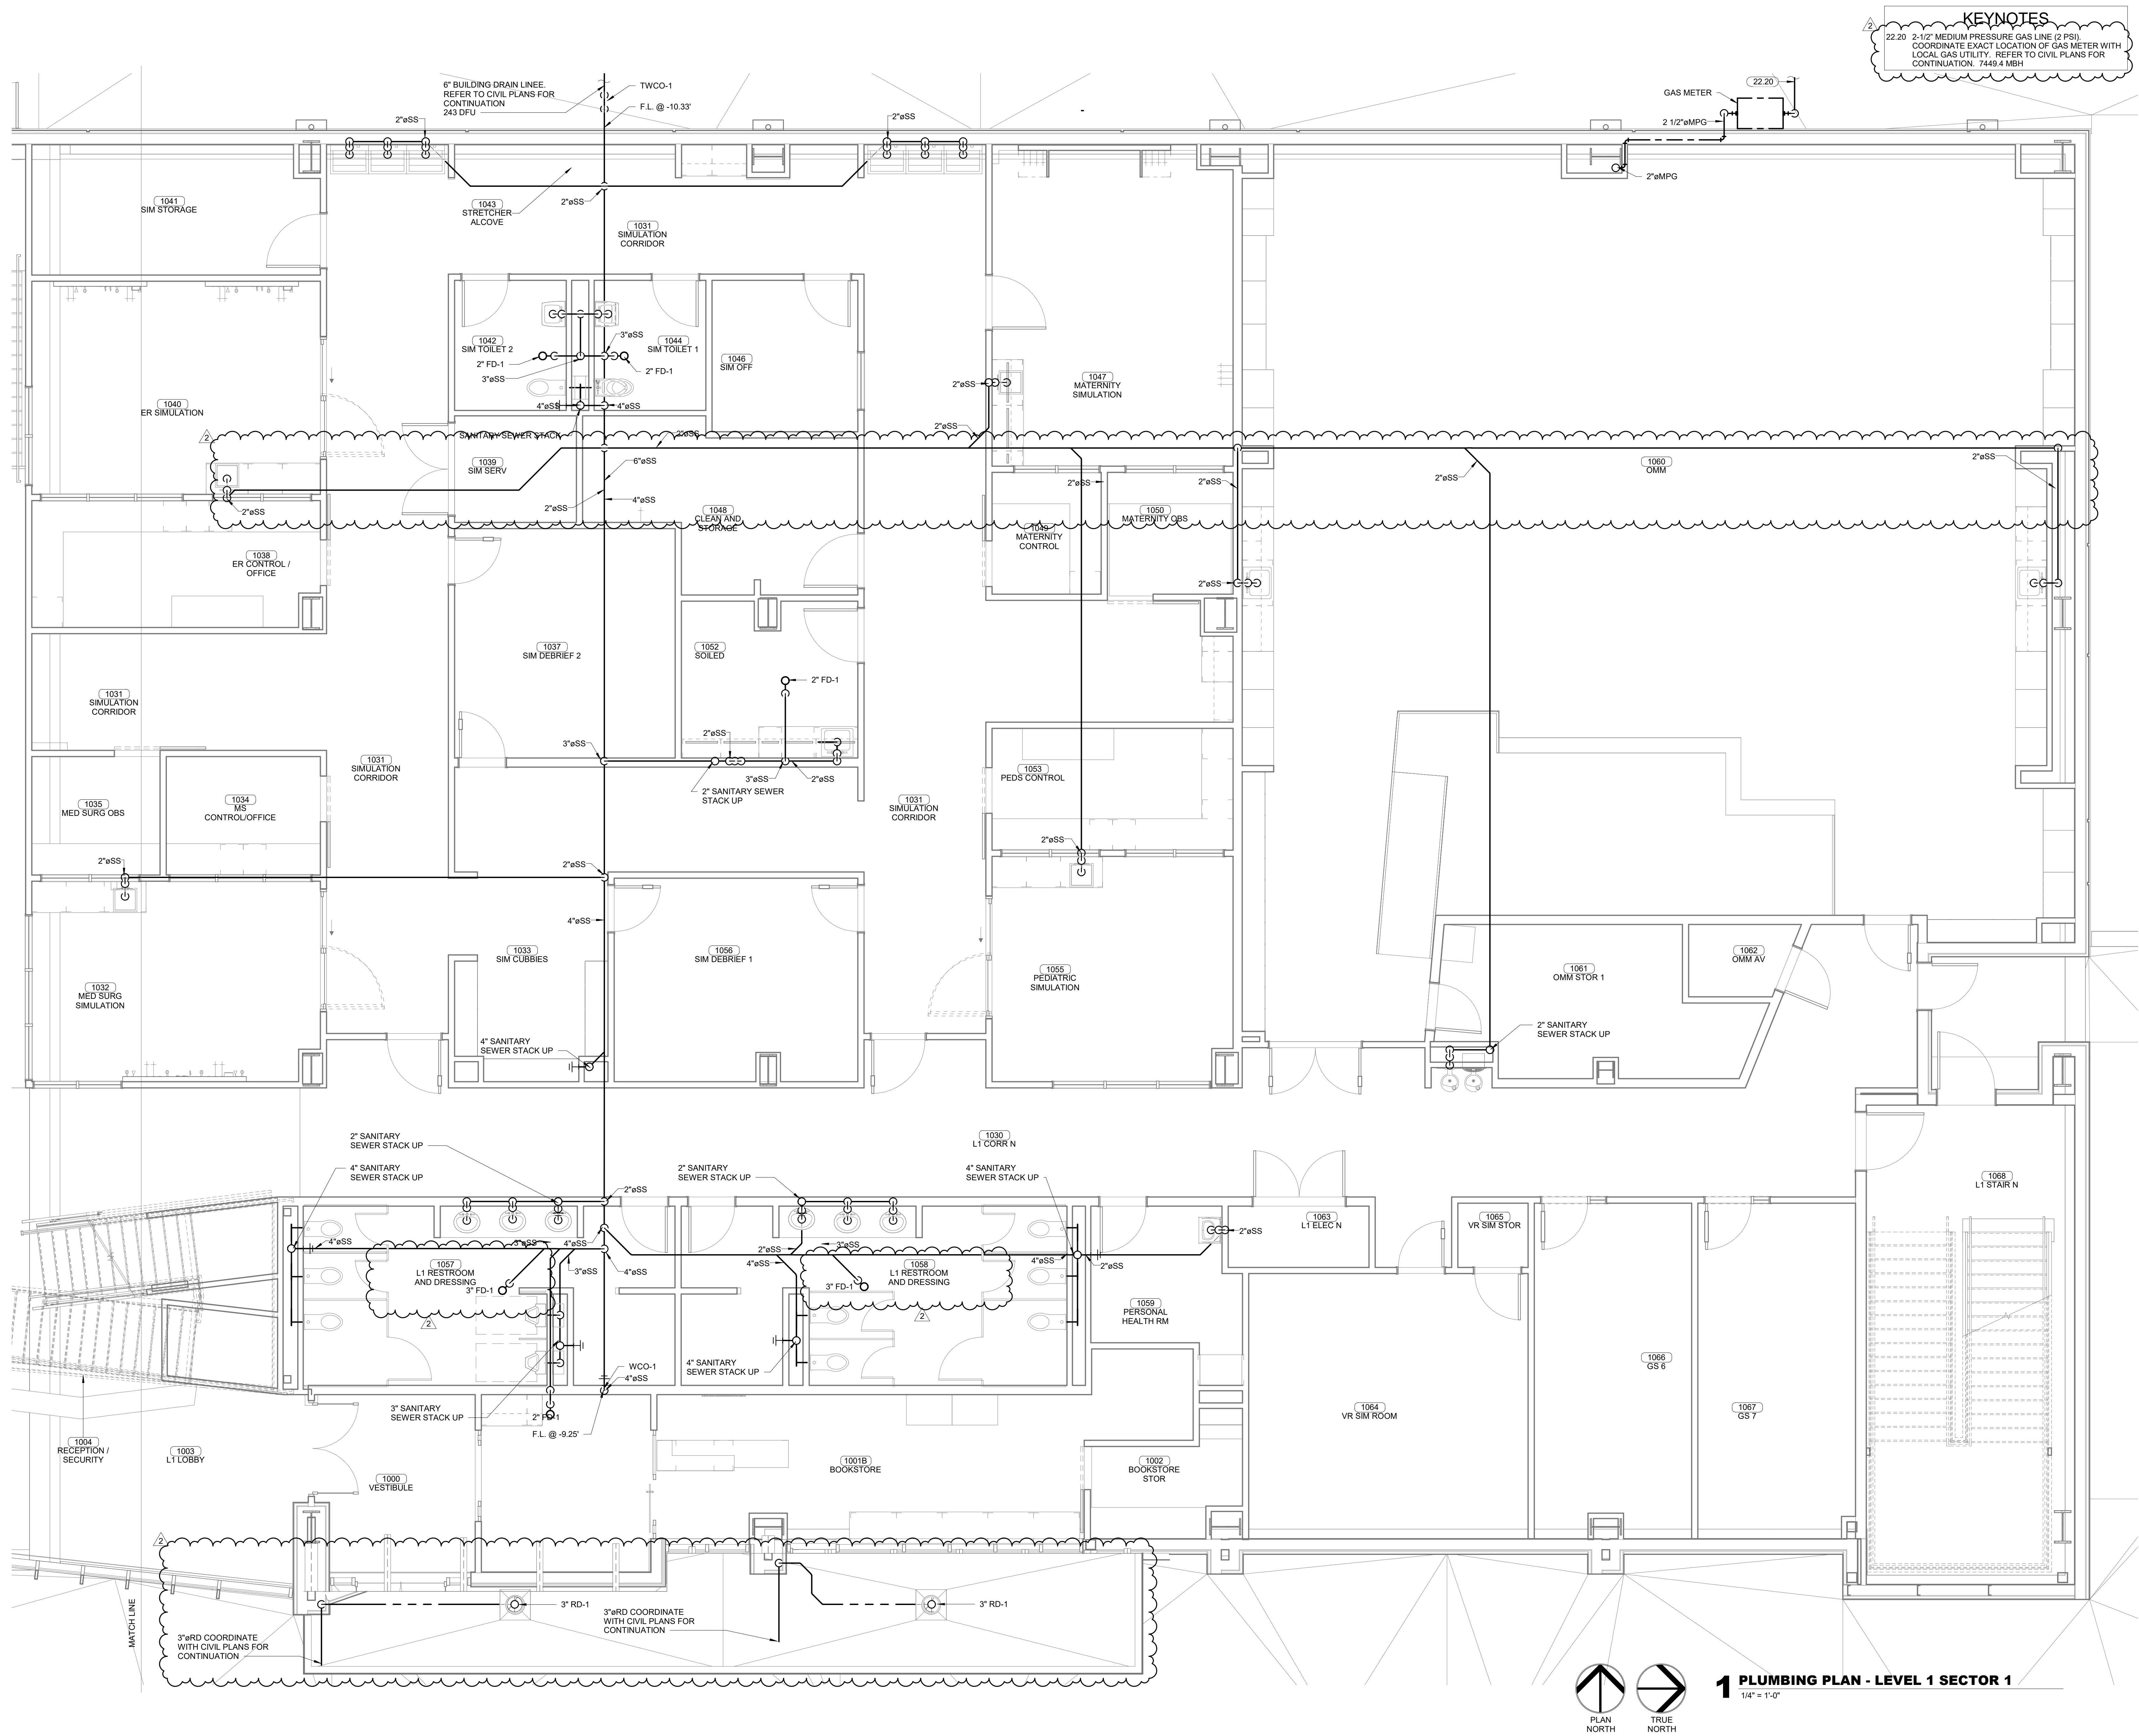 KEYNOTES
2
22.20 2-1/2" MEDIUM PRESSURE GAS LINE (2 PSI).
COORDINATE EXACT LOCATION OF GAS METER WITH
LOCAL GAS UTILITY. REFER TO CIVIL PLANS FOR
CONTINUATION. 7449.4 MBH
6" BUILDING DRAIN LINEE.
REFER TO CIVIL PLANS FOR
CONTINUATION
243 DFU
TWCO-1
F.L. @ -10.33'
22.20
GAS METER
2 1/2"øMPG
2"øMPG
2"øSS
2"øSS
2"øSS
1041
SIM STORAGE
1043
STRETCHER
ALCOVE
1031
SIMULATION
CORRIDOR
1042
SIM TOILET 2
2" FD-1
3"øSS
3"øSS
1044
SIM TOILET 1
2" FD-1
1046
SIM OFF
4"øSS
4"øSS
2"øSS
1047
MATERNITY
SIMULATION
1040
ER SIMULATION
2
SANITARY SEWER STACK
2"øSS
2"øSS
1039
SIM SERV
6"øSS
2"øSS
4"øSS
2"øSS
1048
CLEAN AND
STORAGE
2"øSS
2"øSS
1049
MATERNITY
CONTROL
1050
MATERNITY OBS
2"øSS
1060
OMM
2"øSS
2"øSS
1038
ER CONTROL /
OFFICE
1037
SIM DEBRIEF 2
1052
SOILED
2" FD-1
1031
SIMULATION
CORRIDOR
3"øSS
2"øSS
3"øSS
2"øSS
2" SANITARY SEWER
STACK UP
1031
SIMULATION
CORRIDOR
1031
SIMULATION
CORRIDOR
1053
PEDS CONTROL
1035
MED SURG OBS
1034
MS
CONTROL/OFFICE
2"øSS
2"øSS
2"øSS
4"øSS
1033
SIM CUBBIES
1056
SIM DEBRIEF 1
1055
PEDIATRIC
SIMULATION
1061
OMM STOR 1
1062
OMM AV
1032
MED SURG
SIMULATION
4" SANITARY
SEWER STACK UP
2" SANITARY
SEWER STACK UP
2" SANITARY
SEWER STACK UP
4" SANITARY
SEWER STACK UP
2" SANITARY
SEWER STACK UP
4" SANITARY
SEWER STACK UP
1030
L1 CORR N
1068
L1 STAIR N
2"øSS
4"øSS
3"øSS
4"øSS
4"øSS
3"øSS
1057
L1 RESTROOM
AND DRESSING
3" FD-1
2
2"øSS
3"øSS
4"øSS
1058
L1 RESTROOM
AND DRESSING
3" FD-1
2
4"øSS
2"øSS
2"øSS
1063
L1 ELEC N
1065
VR SIM STOR
1059
PERSONAL
HEALTH RM
4" SANITARY
SEWER STACK UP
WCO-1
4"øSS
3" SANITARY
SEWER STACK UP
2" FD-1
F.L. @ -9.25'
1004
RECEPTION /
SECURITY
1003
L1 LOBBY
1000
VESTIBULE
1001B
BOOKSTORE
1002
BOOKSTORE
STOR
1064
VR SIM ROOM
1066
GS 6
1067
GS 7
2
MATCH LINE
3"øRD COORDINATE
WITH CIVIL PLANS FOR
CONTINUATION
3" RD-1
3"øRD COORDINATE
WITH CIVIL PLANS FOR
CONTINUATION
3" RD-1
PLAN
NORTH
TRUE
NORTH
1 PLUMBING PLAN - LEVEL 1 SECTOR 1
1/4" = 1'-0"